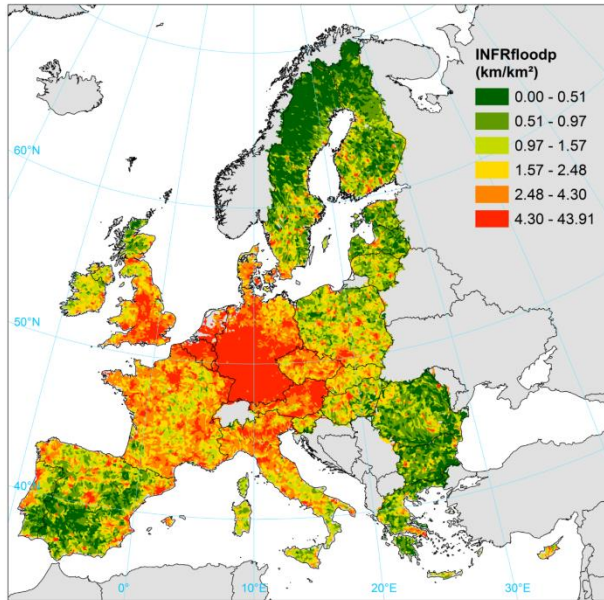 INFRfloodp
(km/km²)
0.00 - 0.51
0.51 - 0.97
0.97 - 1.57
1.57 - 2.48
2.48 - 4.30
4.30 - 43.91
60°N
50°N
40°N
0°
10°E
20°E
30°E